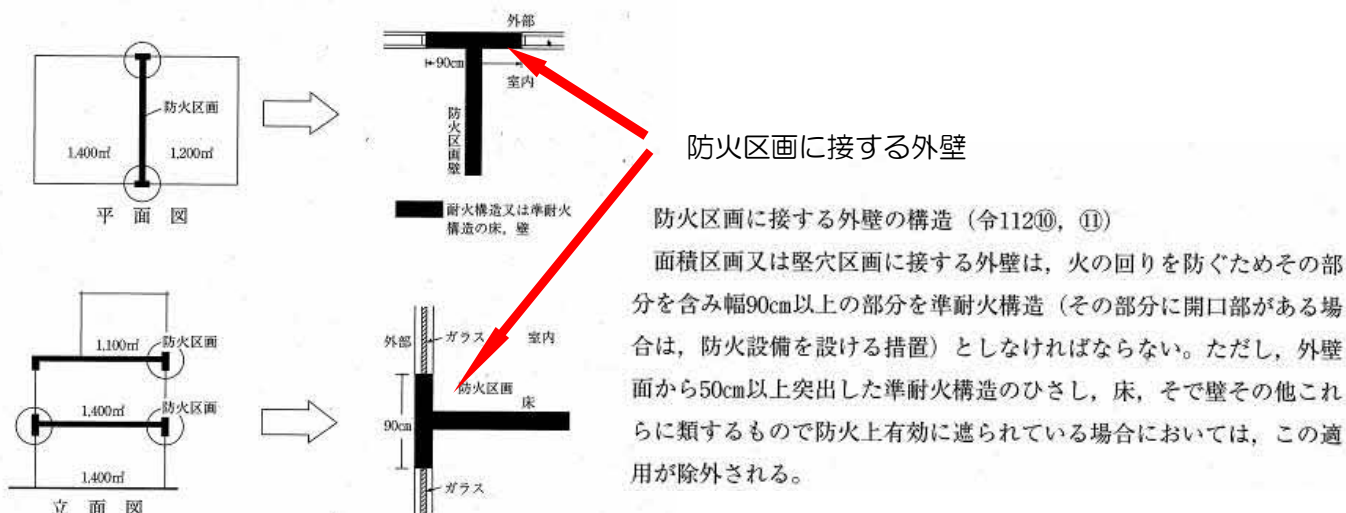 外部
90cm
室内
防火区画
防火区画壁
1,400㎡
1,200㎡
平面図
耐火構造又は準耐火
構造の床，壁
防火区画に接する外壁
防火区画に接する外壁の構造（令112⑩，⑪）
面積区画又は堅穴区画に接する外壁は，火の回りを防ぐためその部
分を含み幅90cm以上の部分を準耐火構造（その部分に開口部がある場
合は，防火設備を設ける措置）としなければならない。ただし，外壁
面から50cm以上突出した準耐火構造のひさし，床，そで壁その他これ
らに類するもので防火上有効に遮られている場合においては，この適
用が除外される。
1,100㎡
防火区画
1,400㎡
防火区画
1,400㎡
立面図
外部
ガラス
室内
防火区画
床
90cm
ガラス